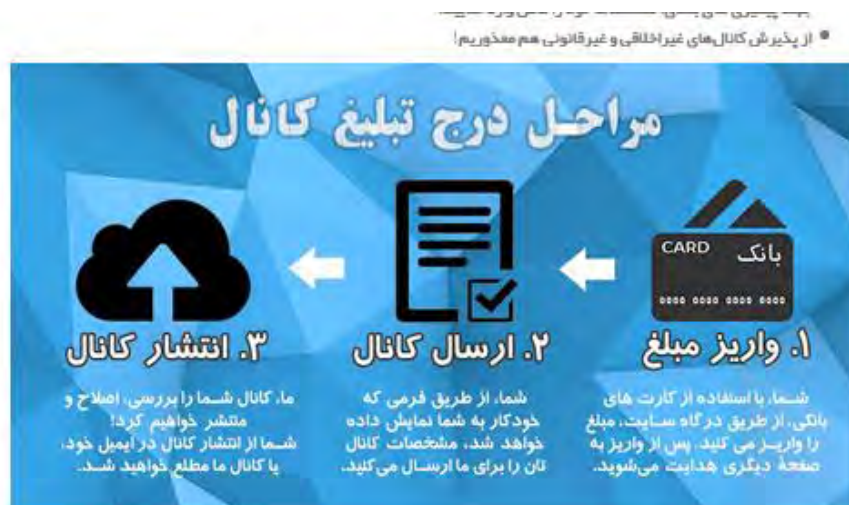 از پذیرش کانال‌های غیراخلاقی و غیرقانونی هم معذوریم!
مراحل درج تبلیغ کانال
CARD بانک
0000 0000 0000 0000
۱. واریز مبلغ
شما، با استفاده از کارت های
بانکی، از طریق درگاه سایت، مبلغ
را واریز می کنید. پس از واریز به
صفحهٔ دیگری هدایت می‌شوید.
۲. ارسال کانال
شما، از طریق فرمی که
خودکار به شما نمایش داده
خواهد شد، مشخصات کانال
تان را برای ما ارسال می‌کنید.
۳. انتشار کانال
ما، کانال شما را بررسی، اصلاح و
منتشر خواهیم کرد!
شما از انتشار کانال در ایمیل خود،
یا کانال ما مطلع خواهید شد.